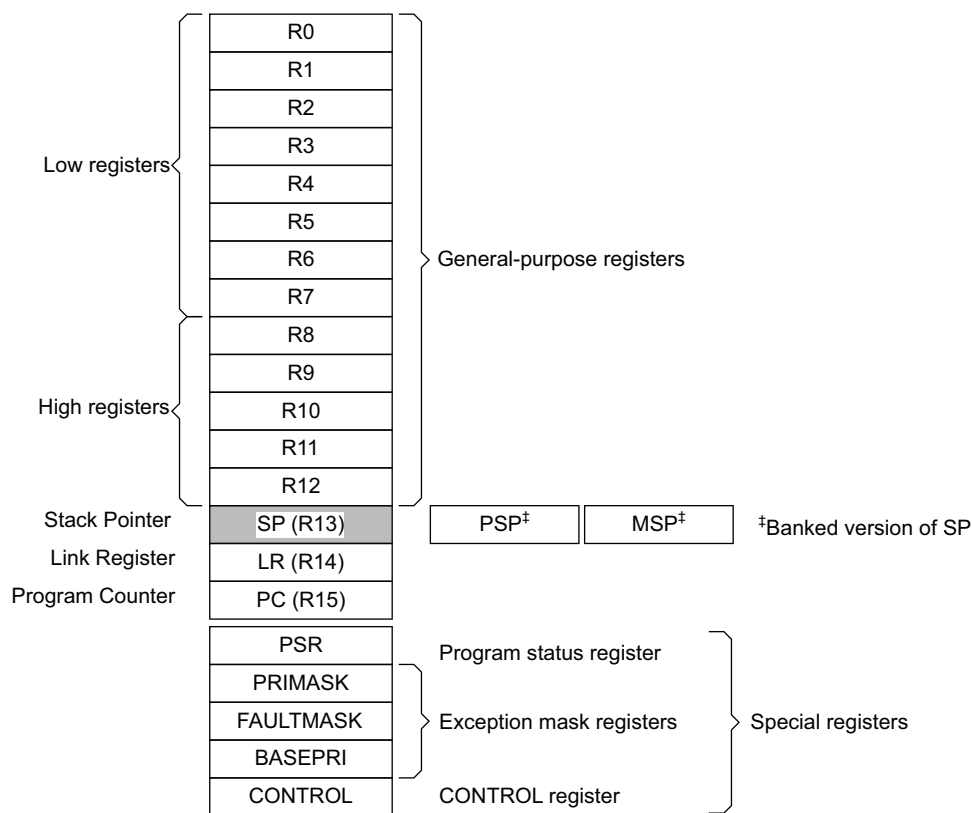 R0
R1
R2
R3
Low registers
R4
R5
R6
General-purpose registers
R7
R8
R9
High registers
R10
R11
R12
Stack Pointer SP (R13) PSP‡ MSP‡ ‡Banked version of SP
Link Register LR (R14)
Program Counter PC (R15)
PSR Program status register
PRIMASK
FAULTMASK Exception mask registers Special registers
BASEPRI
CONTROL CONTROL register